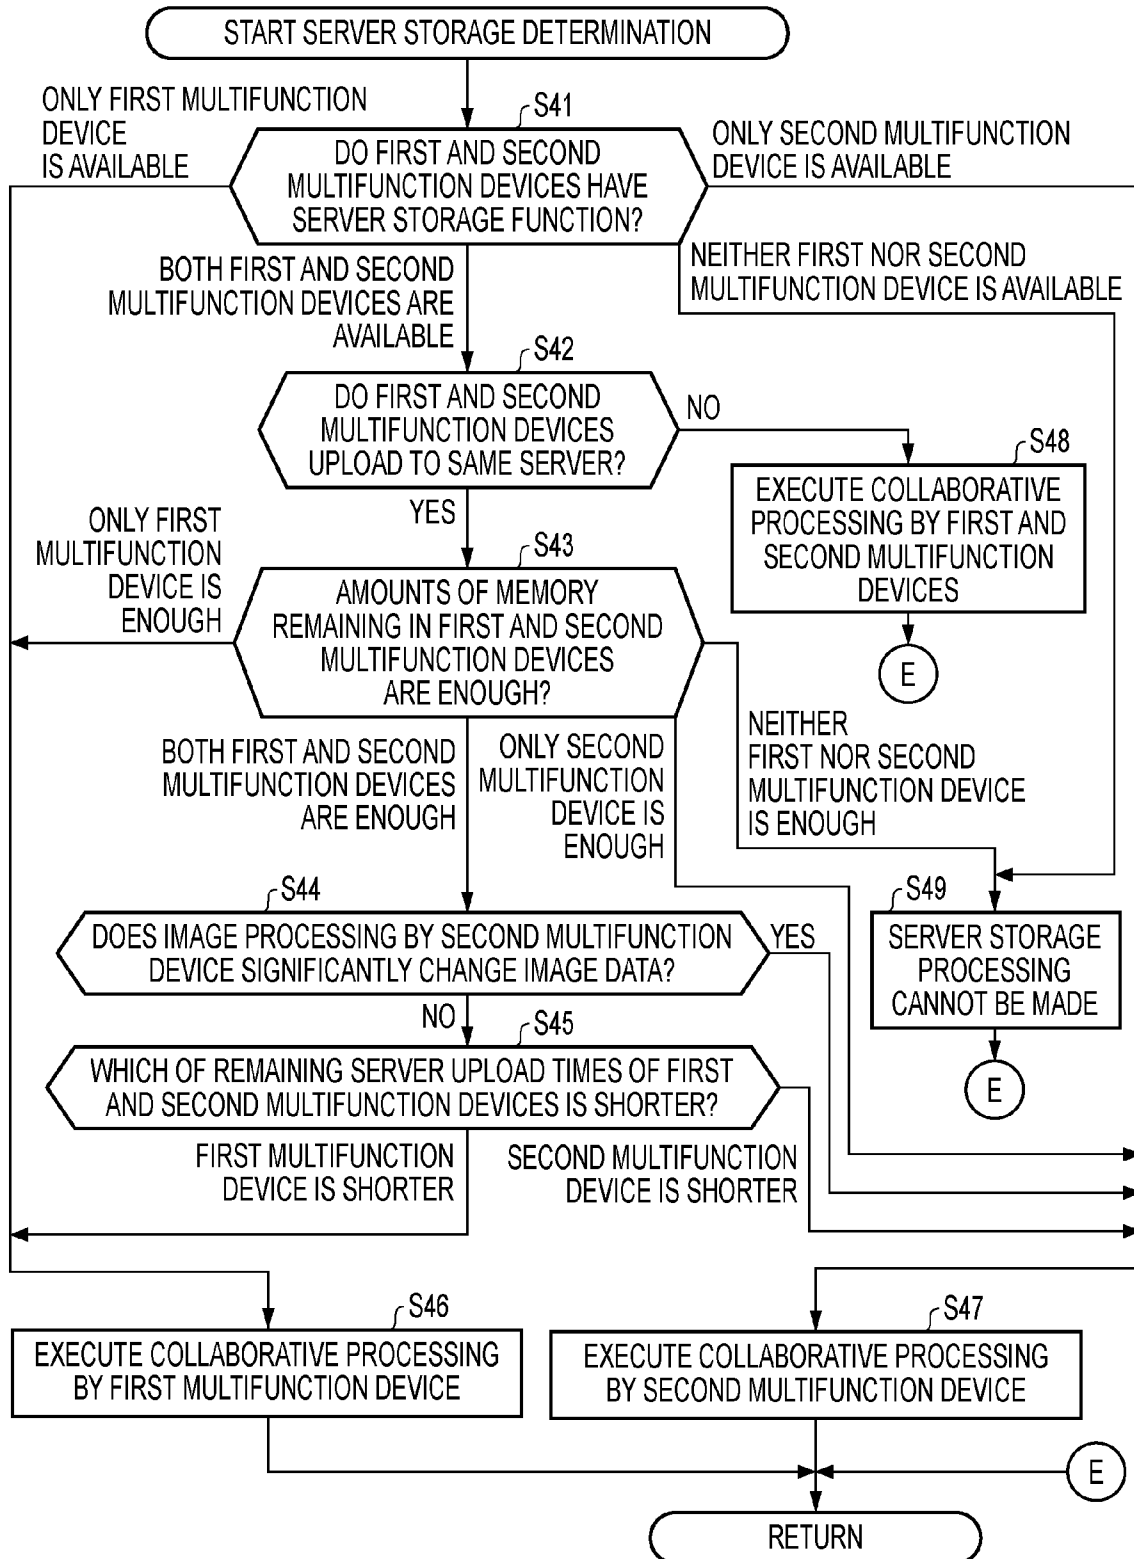 START SERVER STORAGE DETERMINATION
ONLY FIRST MULTIFUNCTION
DEVICE
IS AVAILABLE
S41
DO FIRST AND SECOND
MULTIFUNCTION DEVICES HAVE
SERVER STORAGE FUNCTION?
ONLY SECOND MULTIFUNCTION
DEVICE IS AVAILABLE
BOTH FIRST AND SECOND
MULTIFUNCTION DEVICES ARE
AVAILABLE
NEITHER FIRST NOR SECOND
MULTIFUNCTION DEVICE IS AVAILABLE
S42
DO FIRST AND SECOND
MULTIFUNCTION DEVICES
UPLOAD TO SAME SERVER?
NO
S48
EXECUTE COLLABORATIVE
PROCESSING BY FIRST AND
SECOND MULTIFUNCTION
DEVICES
E
YES
ONLY FIRST
MULTIFUNCTION
DEVICE IS
ENOUGH
S43
AMOUNTS OF MEMORY
REMAINING IN FIRST AND SECOND
MULTIFUNCTION DEVICES
ARE ENOUGH?
BOTH FIRST AND SECOND
MULTIFUNCTION DEVICES
ARE ENOUGH
ONLY SECOND
MULTIFUNCTION
DEVICE IS
ENOUGH
NEITHER
FIRST NOR SECOND
MULTIFUNCTION DEVICE
IS ENOUGH
S44
DOES IMAGE PROCESSING BY SECOND MULTIFUNCTION
DEVICE SIGNIFICANTLY CHANGE IMAGE DATA?
YES
S49
SERVER STORAGE
PROCESSING
CANNOT BE MADE
E
NO
S45
WHICH OF REMAINING SERVER UPLOAD TIMES OF FIRST
AND SECOND MULTIFUNCTION DEVICES IS SHORTER?
FIRST MULTIFUNCTION
DEVICE IS SHORTER
SECOND MULTIFUNCTION
DEVICE IS SHORTER
S46
EXECUTE COLLABORATIVE PROCESSING
BY FIRST MULTIFUNCTION DEVICE
S47
EXECUTE COLLABORATIVE PROCESSING
BY SECOND MULTIFUNCTION DEVICE
E
RETURN